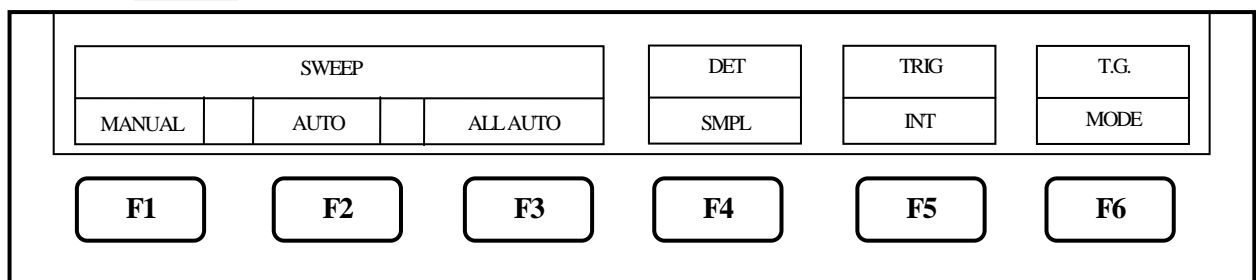 SWEEP DET TRIG T.G.
MANUAL AUTO ALL AUTO SMPL INT MODE
F1 F2 F3 F4 F5 F6